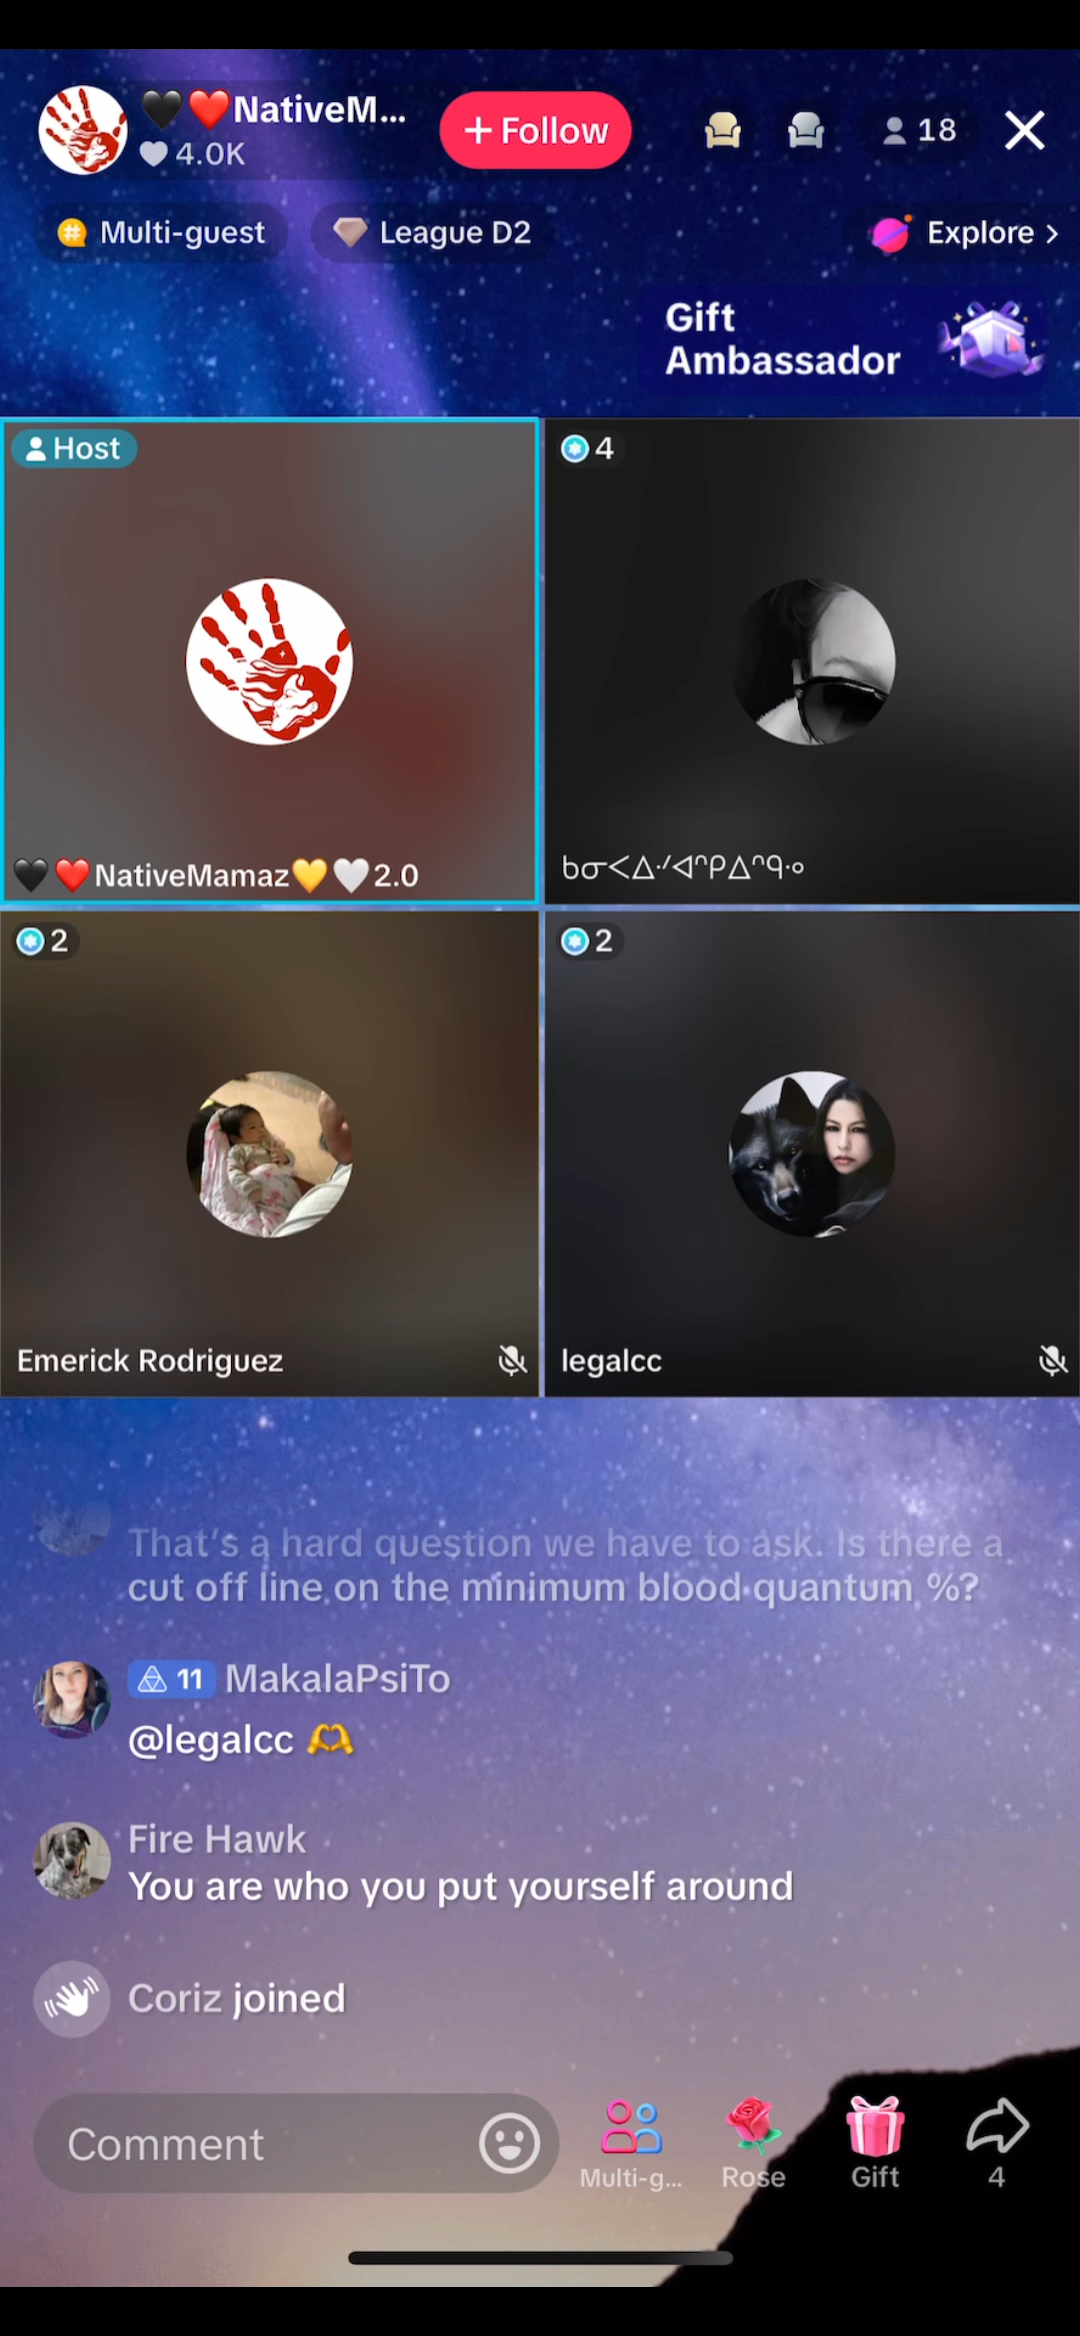 🖤❤️NativeM...
4.0K
+ Follow
18
Multi-guest
League D2
Explore >
Gift
Ambassador
Host
4
🖤❤️NativeMamaz💛🤍2.0
ᑲᓂᐸᐃᐧᐟᐊᐢᑭᐃᐢᑫᐧᐤ
2
2
Emerick Rodriguez
legalcc
That's a hard question we have to ask. Is there a
cut off line on the minimum blood quantum %?
11 MakalaPsiTo
@legalcc 🫶
Fire Hawk
You are who you put yourself around
Coriz joined
Comment
Multi-g...
Rose
Gift
4